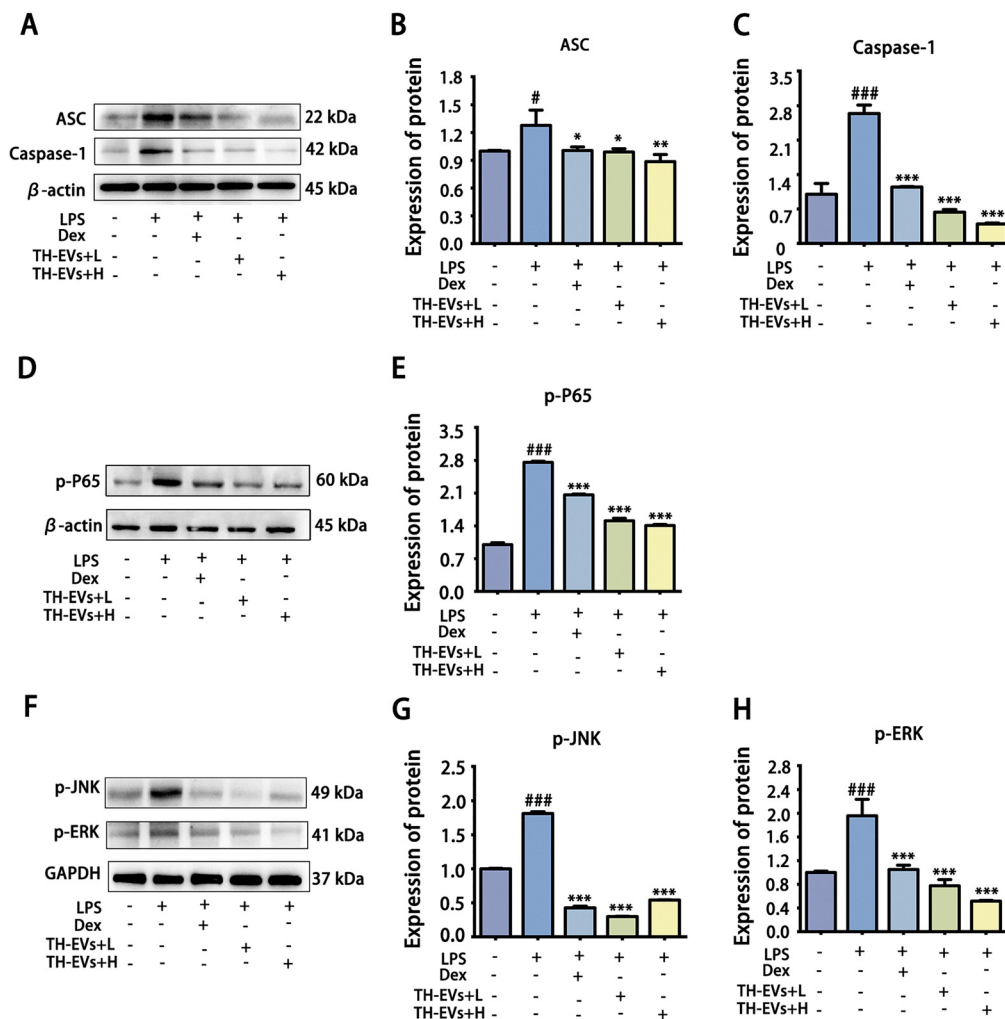 A
ASC 22 kDa
Caspase-1 42 kDa
β-actin 45 kDa
LPS - + + + +
Dex - - + - -
TH-EVs+L - - - + -
TH-EVs+H - - - - +
B
ASC
Expression of protein
1.8
1.5
1.2
0.9
0.6
0.3
0.0
# * * **
LPS - + + + +
Dex - - + - -
TH-EVs+L - - - + -
TH-EVs+H - - - - +
C
Caspase-1
Expression of protein
3.5
2.8
1.4
0.7
0
### *** *** ***
LPS - + + + +
Dex - - + - -
TH-EVs+L - - - + -
TH-EVs+H - - - - +
D
p-P65 60 kDa
β-actin 45 kDa
LPS - + + + +
Dex - - + - -
TH-EVs+L - - - + -
TH-EVs+H - - - - +
E
p-P65
Expression of protein
3.5
2.8
2.1
1.4
0.7
0.0
### *** *** ***
LPS - + + + +
Dex - - + - -
TH-EVs+L - - - + -
TH-EVs+H - - - - +
F
p-JNK 49 kDa
p-ERK 41 kDa
GAPDH 37 kDa
LPS - + + + +
Dex - - + - -
TH-EVs+L - - - + -
TH-EVs+H - - - - +
G
p-JNK
Expression of protein
2.5
2.0
1.5
1.0
0.5
0.0
### *** *** ***
LPS - + + + +
Dex - - + - -
TH-EVs+L - - - + -
TH-EVs+H - - - - +
H
p-ERK
Expression of protein
2.8
2.4
2.0
1.6
1.2
0.8
0.4
0.0
### *** *** ***
LPS - + + + +
Dex - - + - -
TH-EVs+L - - - + -
TH-EVs+H - - - - +